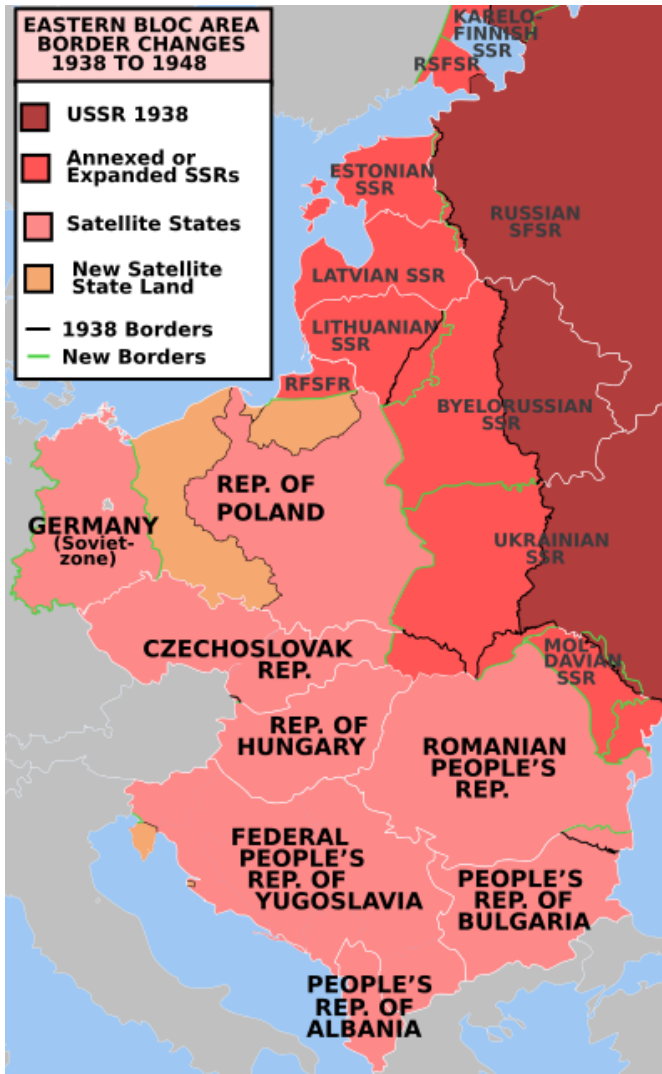 EASTERN BLOC AREA
BORDER CHANGES
1938 TO 1948
USSR 1938
Annexed or
Expanded SSRs
Satellite States
New Satellite
State Land
1938 Borders
New Borders
KARELO-
FINNISH
SSR
RSFSR
ESTONIAN
SSR
RUSSIAN
SFSR
LATVIAN SSR
LITHUANIAN
SSR
RFSFR
BYELORUSSIAN
SSR
REP. OF
POLAND
GERMANY
(Soviet-
zone)
UKRAINIAN
SSR
CZECHOSLOVAK
REP.
MOL-
DAVIAN
SSR
REP. OF
HUNGARY
ROMANIAN
PEOPLE'S
REP.
FEDERAL
PEOPLE'S
REP. OF
YUGOSLAVIA
PEOPLE'S
REP. OF
BULGARIA
PEOPLE'S
REP. OF
ALBANIA